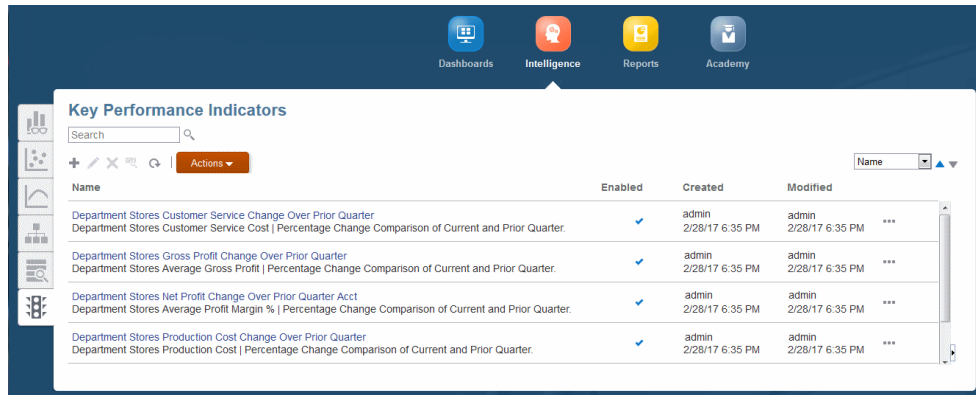 Dashboards
Intelligence
Reports
Academy
Key Performance Indicators
Search
Actions
Name
Name
Enabled
Created
Modified
Department Stores Customer Service Change Over Prior Quarter
Department Stores Customer Service Cost | Percentage Change Comparison of Current and Prior Quarter.
admin
2/28/17 6:35 PM
admin
2/28/17 6:35 PM
Department Stores Gross Profit Change Over Prior Quarter
Department Stores Average Gross Profit | Percentage Change Comparison of Current and Prior Quarter.
admin
2/28/17 6:35 PM
admin
2/28/17 6:35 PM
Department Stores Net Profit Change Over Prior Quarter Acct
Department Stores Average Profit Margin % | Percentage Change Comparison of Current and Prior Quarter.
admin
2/28/17 6:35 PM
admin
2/28/17 6:35 PM
Department Stores Production Cost Change Over Prior Quarter
Department Stores Production Cost | Percentage Change Comparison of Current and Prior Quarter.
admin
2/28/17 6:35 PM
admin
2/28/17 6:35 PM